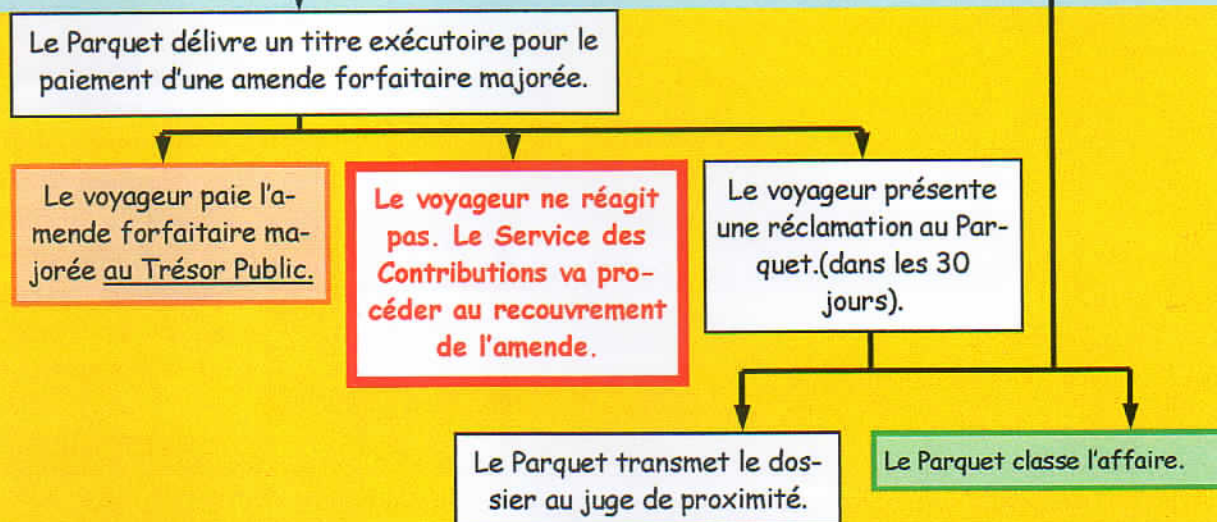 Le Parquet délivre un titre exécutoire pour le
paiement d'une amende forfaitaire majorée.
Le voyageur paie l'a-
mende forfaitaire ma-
jorée au Trésor Public.
Le voyageur ne réagit
pas. Le Service des
Contributions va pro-
céder au recouvrement
de l'amende.
Le voyageur présente
une réclamation au Par-
quet.(dans les 30
jours).
Le Parquet transmet le dos-
sier au juge de proximité.
Le Parquet classe l'affaire.